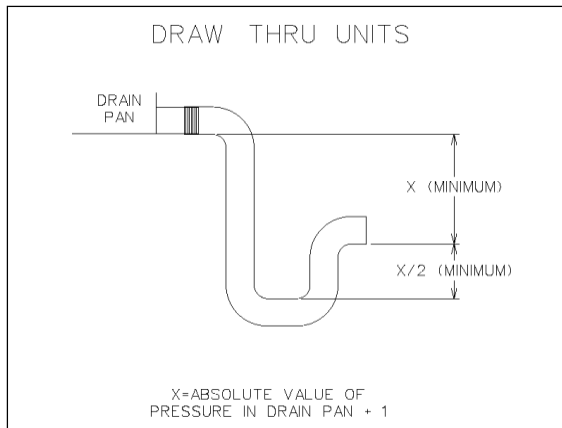 DRAW THRU UNITS
DRAIN
PAN
X (MINIMUM)
X/2 (MINIMUM)
X=ABSOLUTE VALUE OF
PRESSURE IN DRAIN PAN + 1